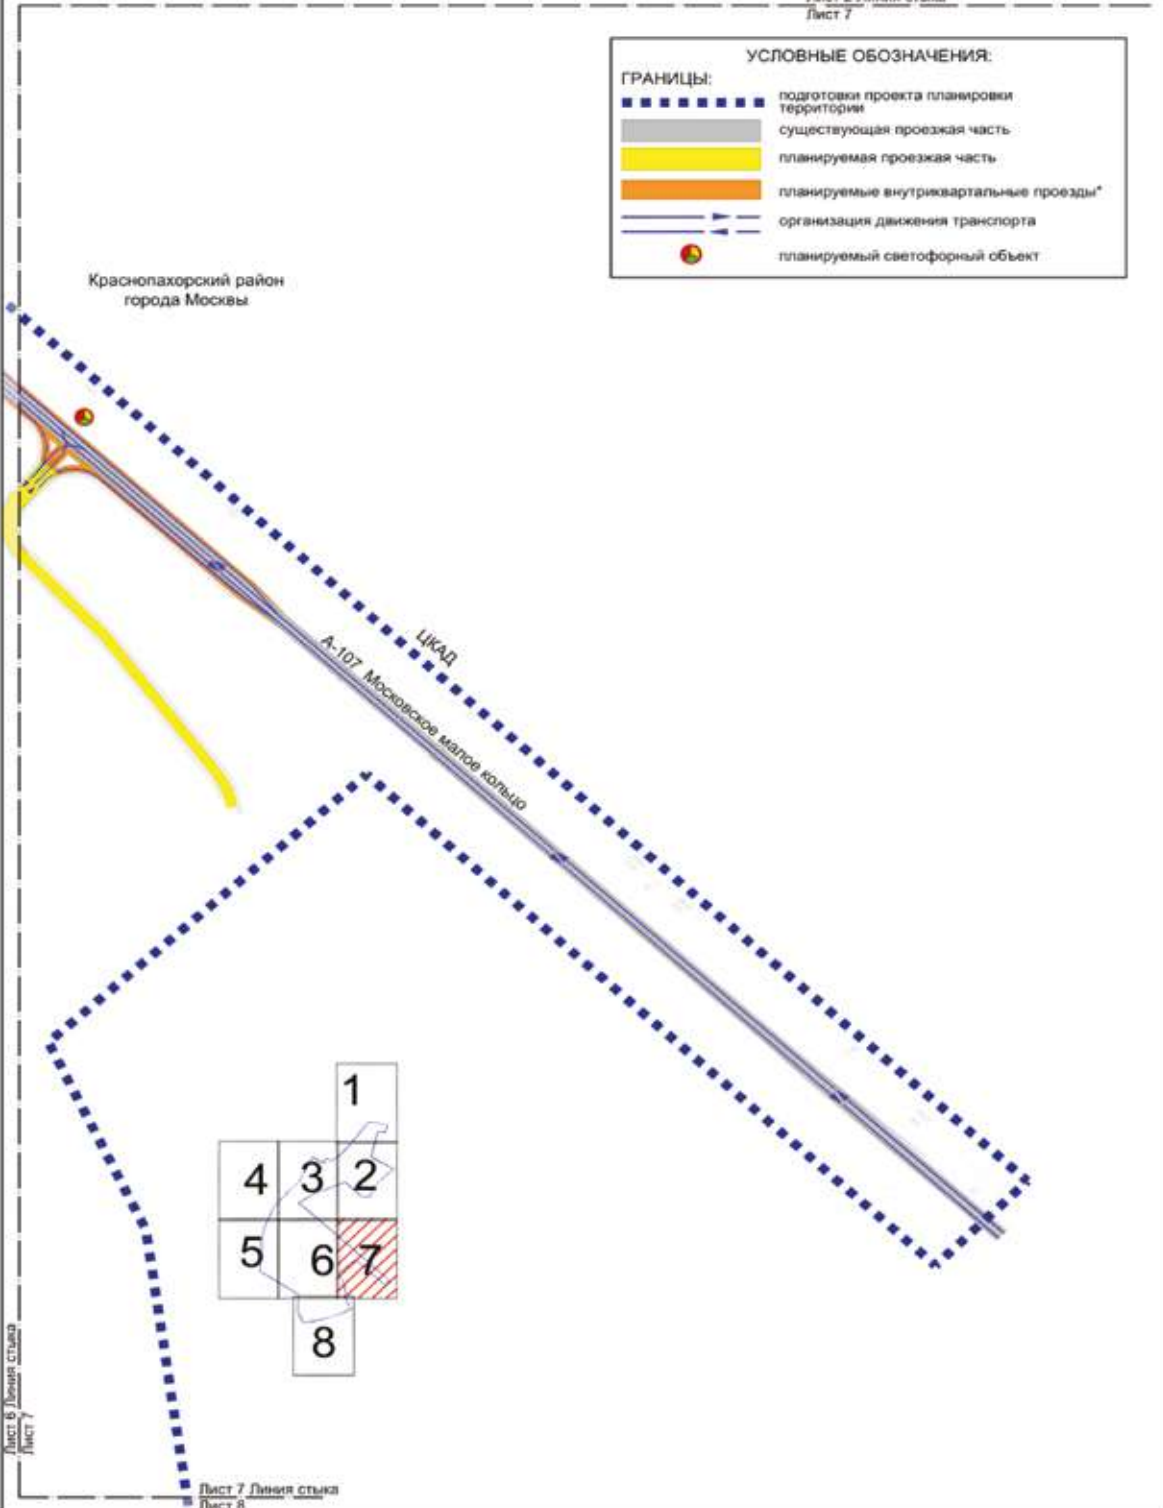 Лист 7
УСЛОВНЫЕ ОБОЗНАЧЕНИЯ:
ГРАНИЦЫ:
подготовки проекта планировки
территории
существующая проезжая часть
планируемая проезжая часть
планируемые внутриквартальные проезды*
организация движения транспорта
планируемый светофорный объект
Краснопахорский район
города Москвы
ЦКАД
А-107 Московское малое кольцо
1
4 3 2
5 6 7
8
Лист 6 Линия стыка
Лист 7
Лист 7 Линия стыка
Лист 8